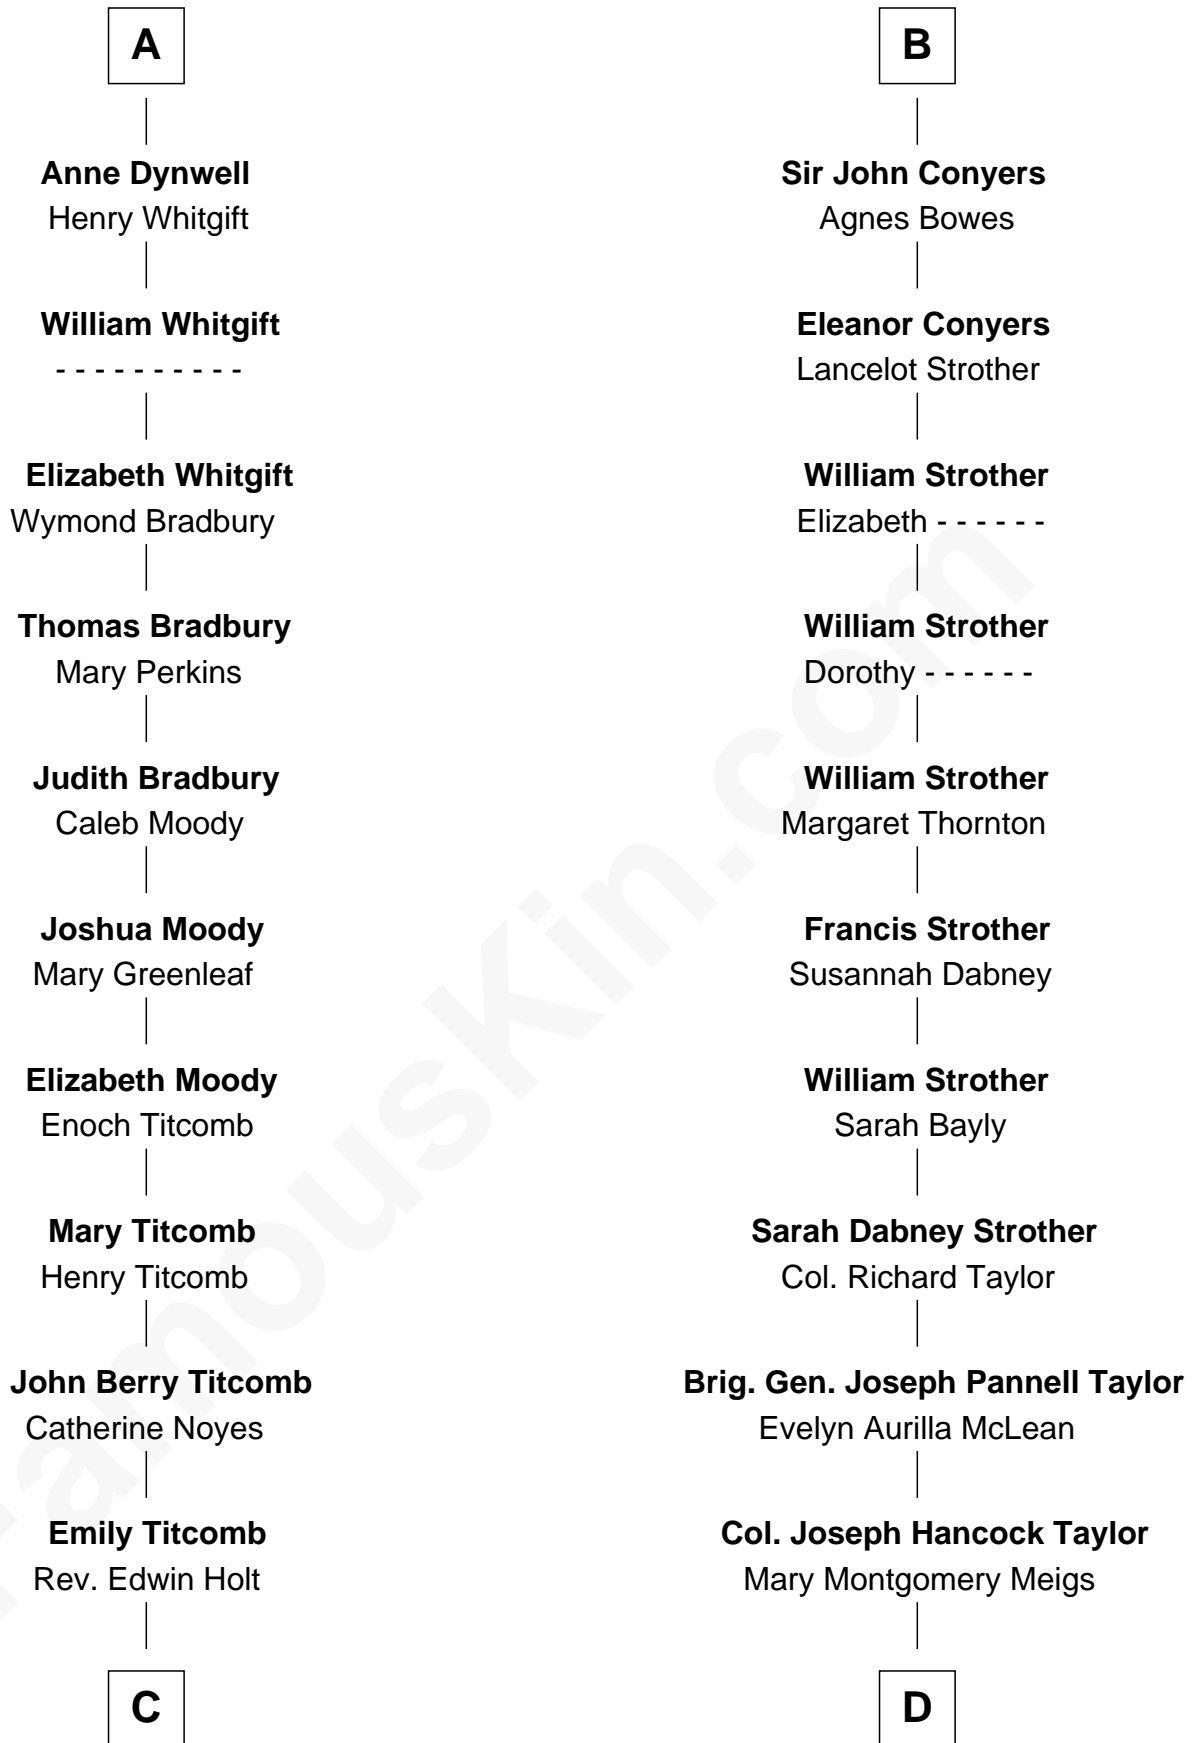 A
Anne Dynwell
Henry Whitgift
William Whitgift
- - - - - - - - - -
Elizabeth Whitgift
Wymond Bradbury
Thomas Bradbury
Mary Perkins
Judith Bradbury
Caleb Moody
Joshua Moody
Mary Greenleaf
Elizabeth Moody
Enoch Titcomb
Mary Titcomb
Henry Titcomb
John Berry Titcomb
Catherine Noyes
Emily Titcomb
Rev. Edwin Holt
C
B
Sir John Conyers
Agnes Bowes
Eleanor Conyers
Lancelot Strother
William Strother
Elizabeth - - - - - -
William Strother
Dorothy - - - - - -
William Strother
Margaret Thornton
Francis Strother
Susannah Dabney
William Strother
Sarah Bayly
Sarah Dabney Strother
Col. Richard Taylor
Brig. Gen. Joseph Pannell Taylor
Evelyn Aurilla McLean
Col. Joseph Hancock Taylor
Mary Montgomery Meigs
D
FamousKin.com